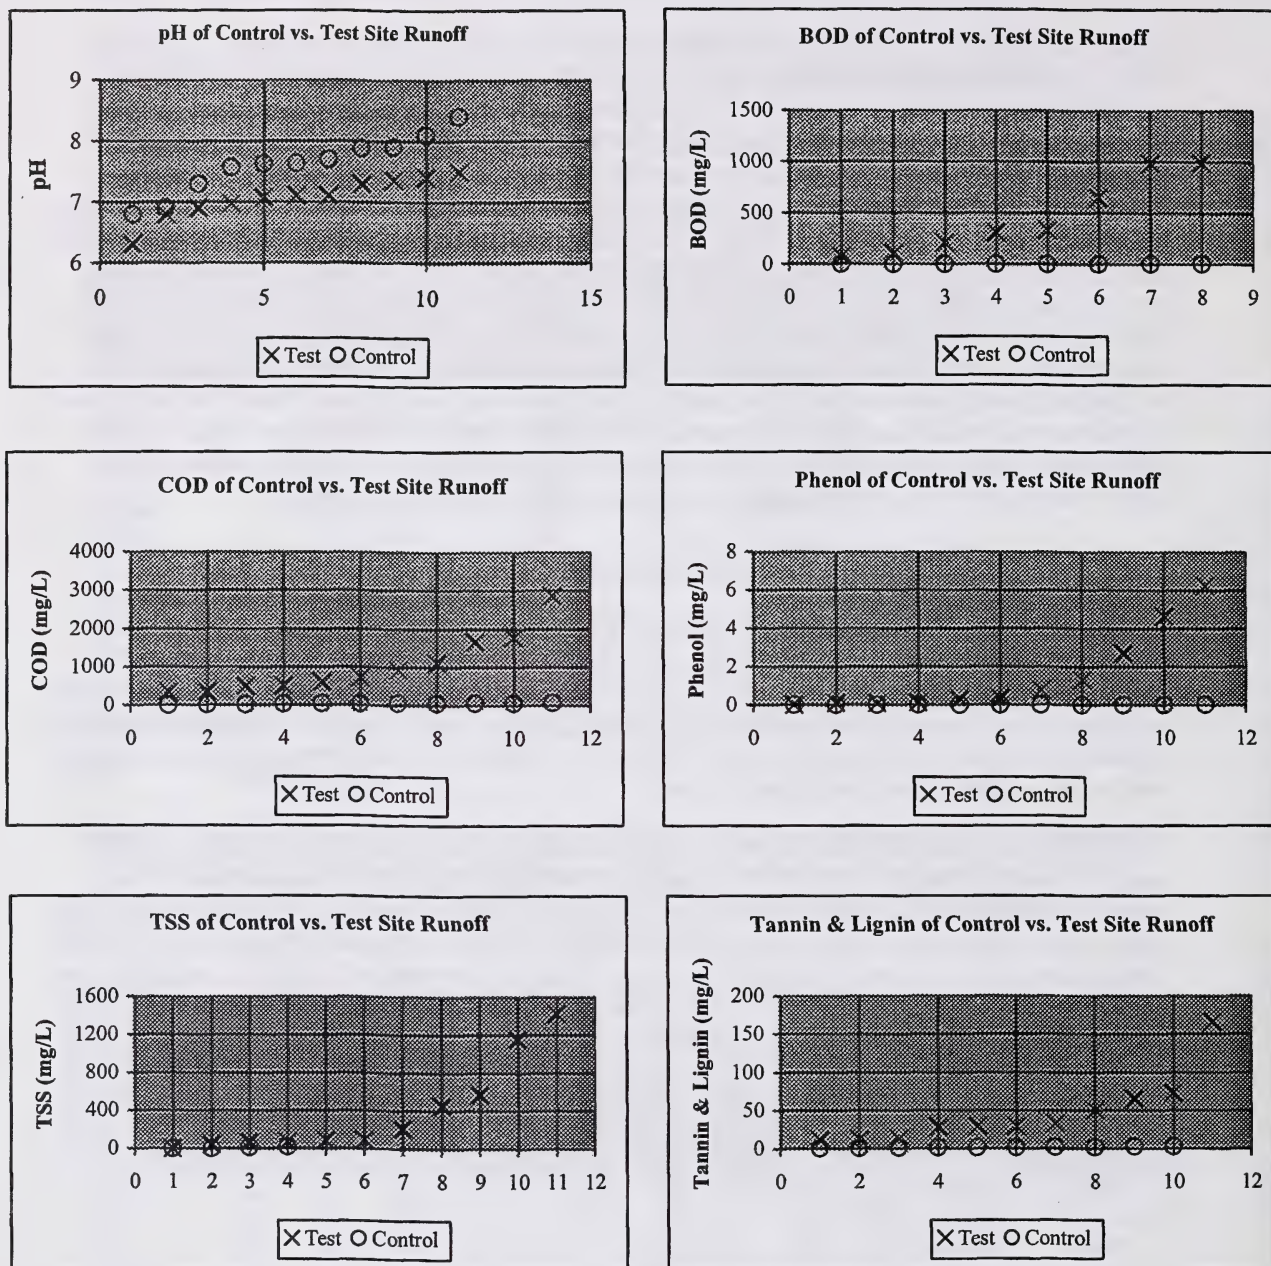 pH of Control vs. Test Site Runoff
pH
9
8
7
6
0 5 10 15
Test Control
BOD of Control vs. Test Site Runoff
BOD (mg/L)
1500
1000
500
0
0 1 2 3 4 5 6 7 8 9
Test Control
COD of Control vs. Test Site Runoff
COD (mg/L)
4000
3000
2000
1000
0
0 2 4 6 8 10 12
Test Control
Phenol of Control vs. Test Site Runoff
Phenol (mg/L)
8
6
4
2
0
0 2 4 6 8 10 12
Test Control
TSS of Control vs. Test Site Runoff
TSS (mg/L)
1600
1200
800
400
0
0 1 2 3 4 5 6 7 8 9 10 11 12
Test Control
Tannin & Lignin of Control vs. Test Site Runoff
Tannin & Lignin (mg/L)
200
150
100
50
0
0 2 4 6 8 10 12
Test Control